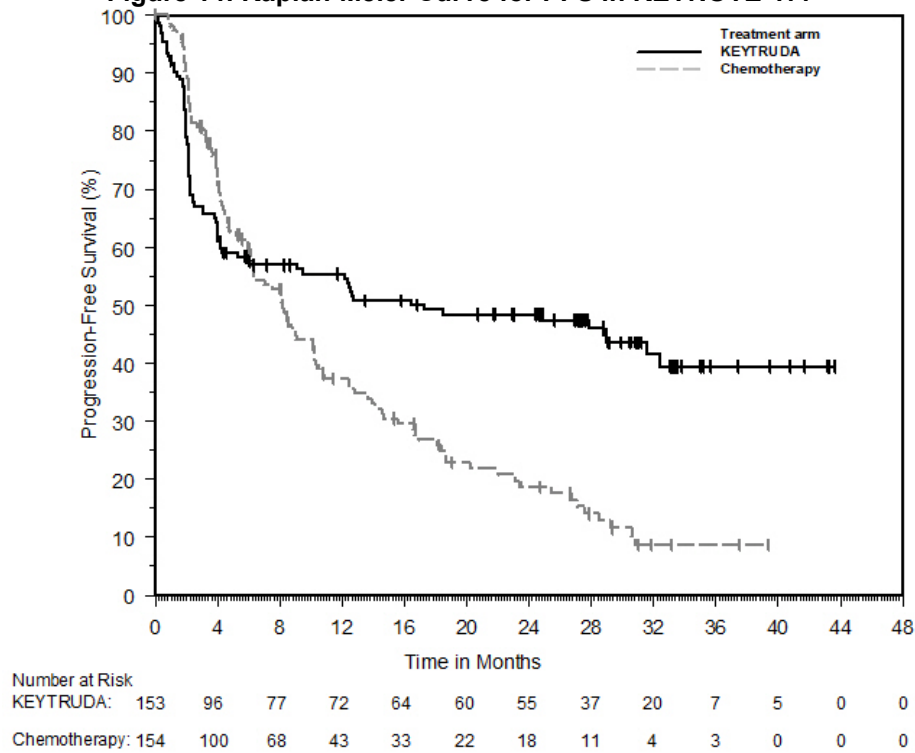 Treatment arm
KEYTRUDA
Chemotherapy
100
90
80
70
60
50
40
30
20
10
0
Progression-Free Survival (%)
0 4 8 12 16 20 24 28 32 36 40 44 48
Time in Months
Number at Risk
KEYTRUDA: 153 96 77 72 64 60 55 37 20 7 5 0 0
Chemotherapy: 154 100 68 43 33 22 18 11 4 3 0 0 0